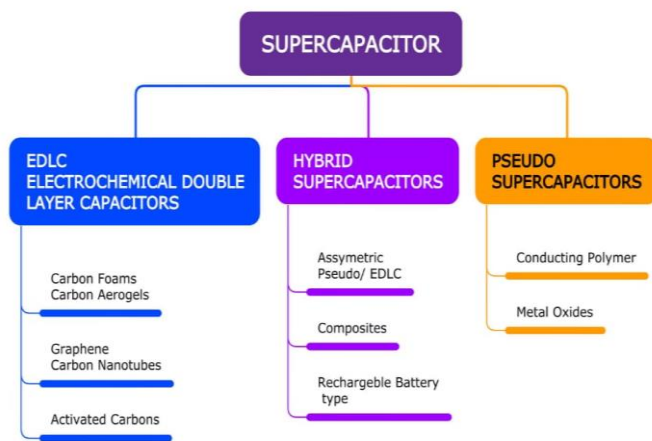 SUPERCAPACITOR
EDLC
ELECTROCHEMICAL DOUBLE
LAYER CAPACITORS
Carbon Foams
Carbon Aerogels
Graphene
Carbon Nanotubes
Activated Carbons
HYBRID
SUPERCAPACITORS
Assymetric
Pseudo/ EDLC
Composites
Rechargeble Battery
type
PSEUDO
SUPERCAPACITORS
Conducting Polymer
Metal Oxides